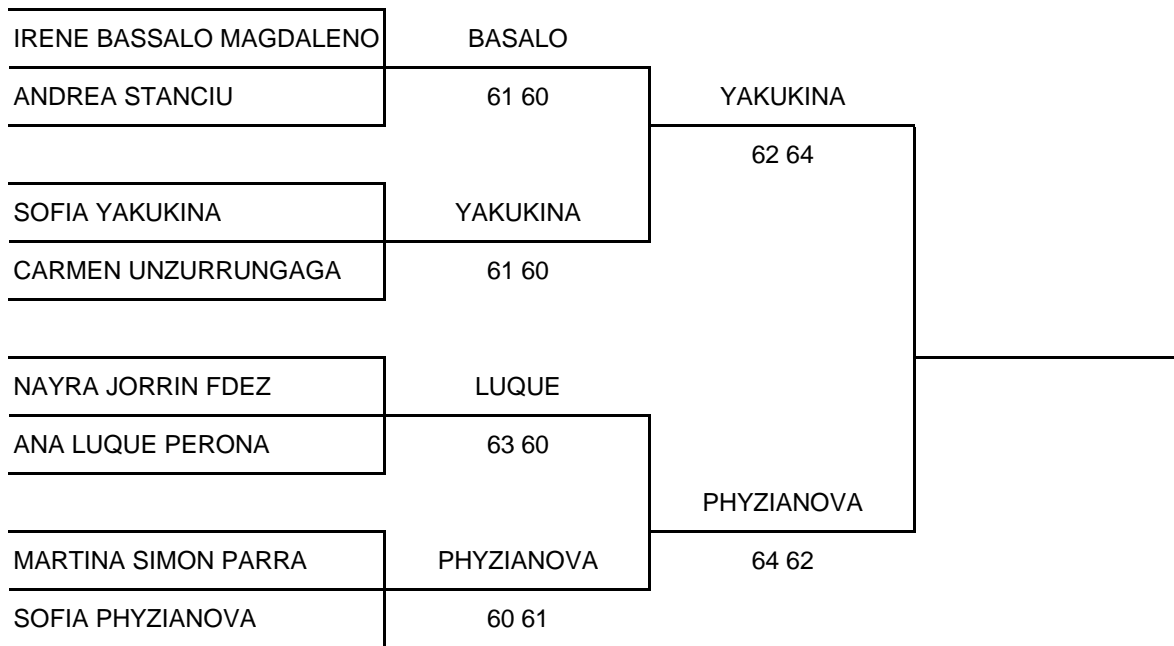 IRENE BASSALO MAGDALENO BASALO
ANDREA STANCIU 61 60 YAKUKINA
62 64
SOFIA YAKUKINA YAKUKINA
CARMEN UNZURRUNGAGA 61 60
NAYRA JORRIN FDEZ LUQUE
ANA LUQUE PERONA 63 60
PHYZIANOVA
MARTINA SIMON PARRA PHYZIANOVA 64 62
SOFIA PHYZIANOVA 60 61